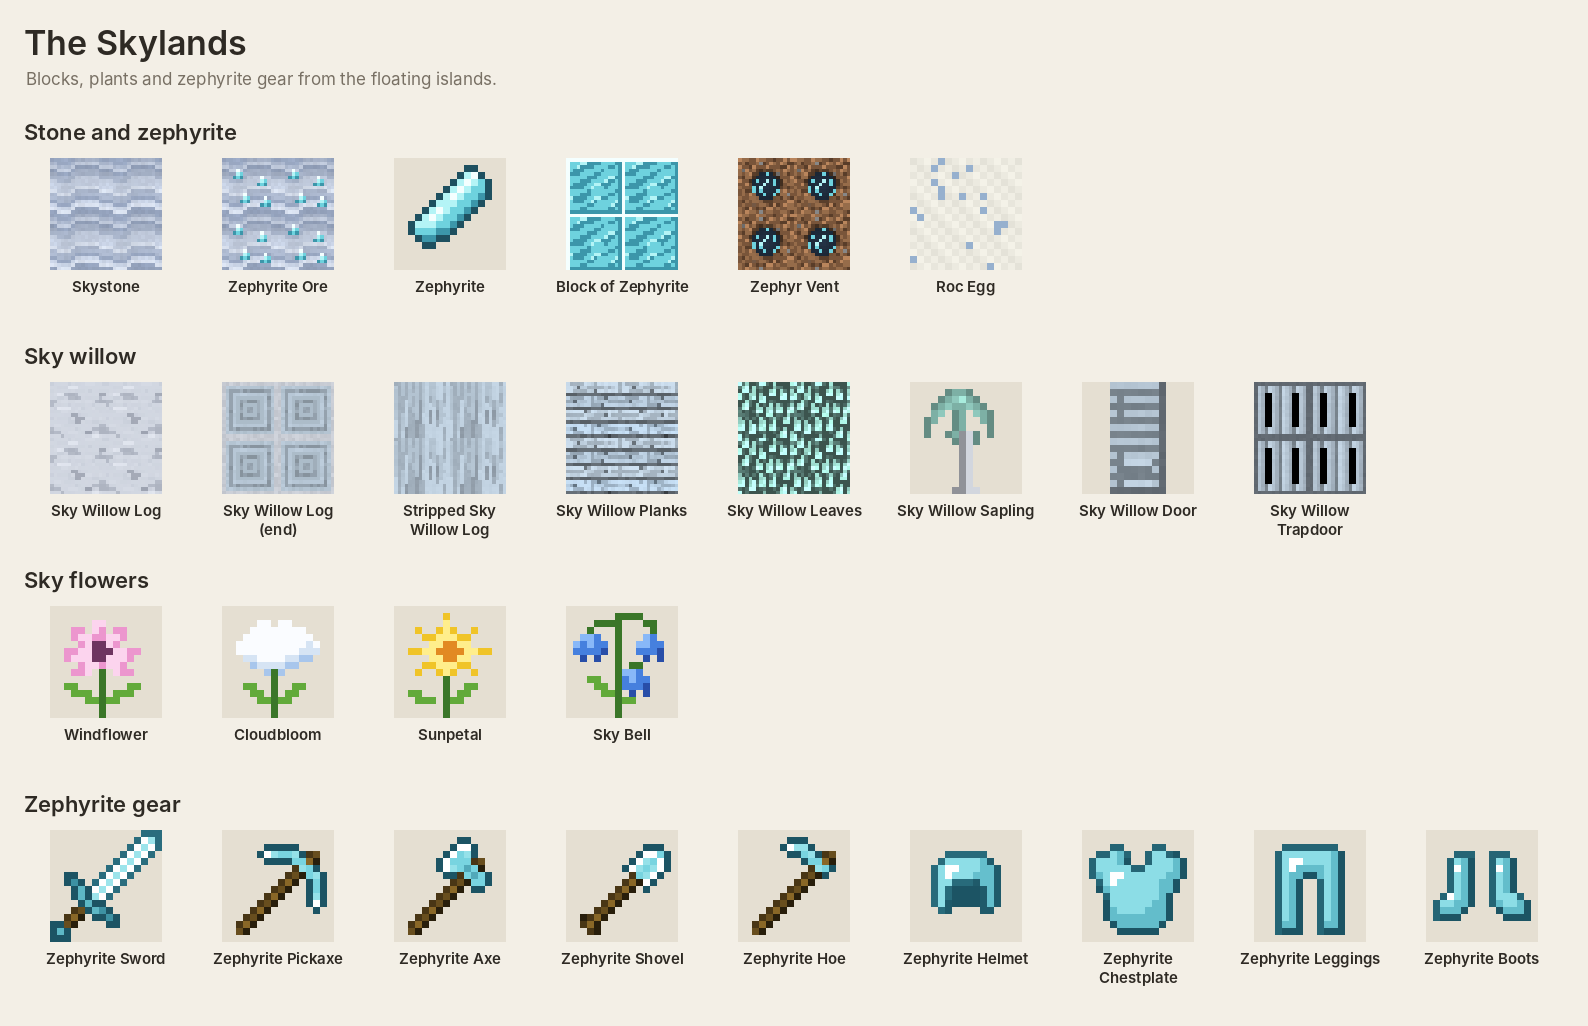 The Skylands
Blocks, plants and zephyrite gear from the floating islands.
Stone and zephyrite
Skystone
Zephyrite Ore
Zephyrite
Block of Zephyrite
Zephyr Vent
Roc Egg
Sky willow
Sky Willow Log
Sky Willow Log
(end)
Stripped Sky
Willow Log
Sky Willow Planks
Sky Willow Leaves
Sky Willow Sapling
Sky Willow Door
Sky Willow
Trapdoor
Sky flowers
Windflower
Cloudbloom
Sunpetal
Sky Bell
Zephyrite gear
Zephyrite Sword
Zephyrite Pickaxe
Zephyrite Axe
Zephyrite Shovel
Zephyrite Hoe
Zephyrite Helmet
Zephyrite
Chestplate
Zephyrite Leggings
Zephyrite Boots